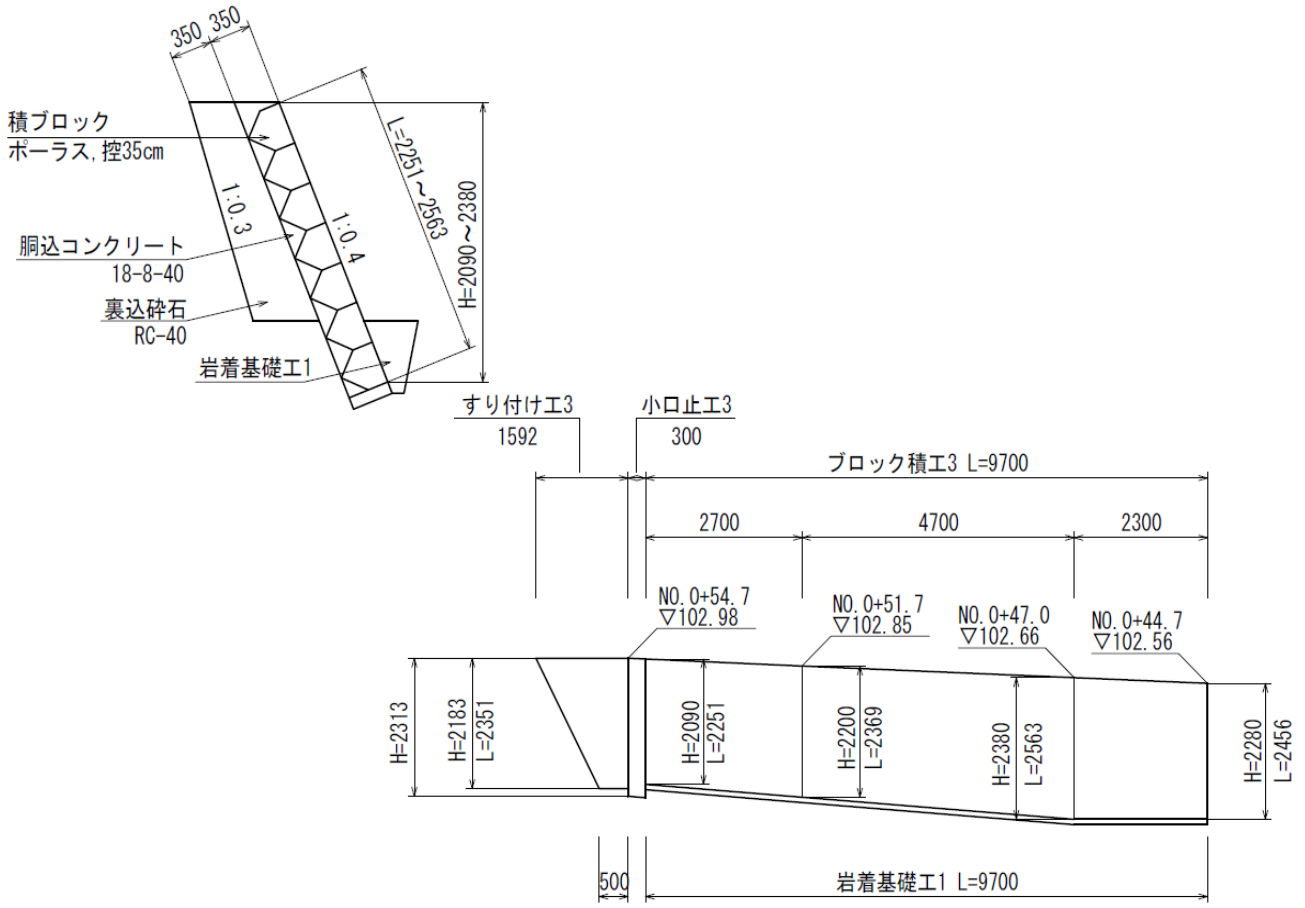 350 350
積ブロック
ポーラス,控35cm
1:0.3
1:0.4
L=2251～2563
H=2090～2380
胴込コンクリート
18-8-40
裏込砕石
RC-40
岩着基礎工1
すり付け工3
1592
小口止工3
300
ブロック積工3 L=9700
2700
4700
2300
NO.0+54.7
▽102.98
NO.0+51.7
▽102.85
NO.0+47.0
▽102.66
NO.0+44.7
▽102.56
H=2313
H=2183
L=2351
H=2090
L=2251
H=2200
L=2369
H=2380
L=2563
H=2280
L=2456
500
岩着基礎工1 L=9700